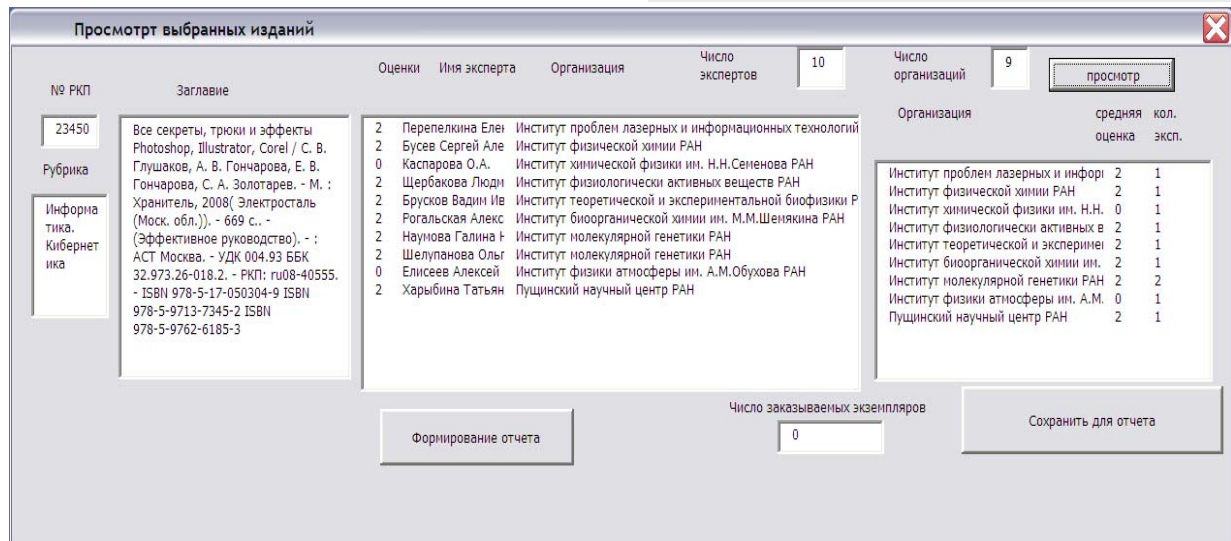 Просмотрт выбранных изданий
№ РКП
Заглавие
23450
Рубрика
Информа
тика.
Кибернет
ика
Все секреты, трюки и эффекты
Photoshop, Illustrator, Corel / С. В.
Глушаков, А. В. Гончарова, Е. В.
Гончарова, С. А. Золотарев. - М. :
Хранитель, 2008( Электросталь
(Моск. обл.)). - 669 с.. -
(Эффективное руководство). - :
АСТ Москва. - УДК 004.93 ББК
32.973.26-018.2. - РКП: ru08-40555.
- ISBN 978-5-17-050304-9 ISBN
978-5-9713-7345-2 ISBN
978-5-9762-6185-3
Оценки Имя эксперта Организация
Число
экспертов
10
Число
организаций
9
просмотр
2 Перепелкина Елен Институт проблем лазерных и информационных технологий
2 Бусев Сергей Але Институт физической химии РАН
0 Каспарова О.А. Институт химической физики им. Н.Н.Семенова РАН
2 Щербакова Людм Институт физиологически активных веществ РАН
2 Брусков Вадим Ив Институт теоретической и экспериментальной биофизики Р
2 Рогальская Алекс Институт биоорганической химии им. М.М.Шемякина РАН
2 Наумова Галина Н Институт молекулярной генетики РАН
2 Шелупанова Ольг Институт молекулярной генетики РАН
0 Елисеев Алексей Институт физики атмосферы им. А.М.Обухова РАН
2 Харыбина Татьян Пущинский научный центр РАН
Организация
средняя кол.
оценка эксп.
Институт проблем лазерных и инфор 2 1
Институт физической химии РАН 2 1
Институт химической физики им. Н.Н. 0 1
Институт физиологически активных в 2 1
Институт теоретической и эксперимен 2 1
Институт биоорганической химии им. 2 1
Институт молекулярной генетики РАН 2 2
Институт физики атмосферы им. А.М. 0 1
Пущинский научный центр РАН 2 1
Формирование отчета
Число заказываемых экземпляров
0
Сохранить для отчета